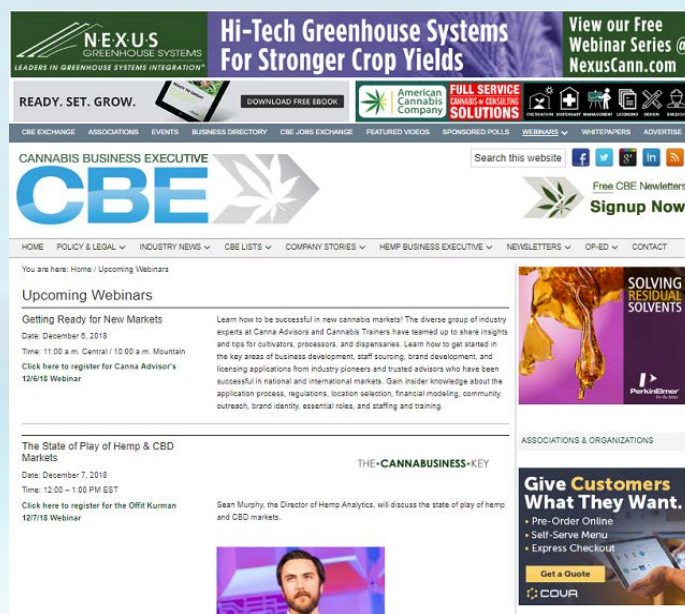 NEXUS
GREENHOUSE SYSTEMS
LEADERS IN GREENHOUSE SYSTEMS INTEGRATION
Hi-Tech Greenhouse Systems
For Stronger Crop Yields
View our Free
Webinar Series @
NexusCann.com
READY. SET. GROW.
DOWNLOAD FREE EBOOK
American
Cannabis
Company
FULL SERVICE
CANNABIS CONSULTING
SOLUTIONS
CULTIVATION DISPENSARY MANAGEMENT LICENSING DESIGN
CBE EXCHANGE ASSOCIATIONS EVENTS BUSINESS DIRECTORY CBE JOBS EXCHANGE FEATURED VIDEOS SPONSORED POLLS WEBINARS WHITEPAPERS ADVERTISE
CANNABIS BUSINESS EXECUTIVE
CBE
Search this website
f
g+
in
Free CBE Newletters
Signup Now
HOME POLICY & LEGAL INDUSTRY NEWS CBE LISTS COMPANY STORIES HEMP BUSINESS EXECUTIVE NEWSLETTERS OP-ED CONTACT
You are here: Home / Upcoming Webinars
Upcoming Webinars
Getting Ready for New Markets
Date: December 6, 2018
Time: 11:00 a.m. Central / 10:00 a.m. Mountain
Click here to register for Canna Advisor's
12/6/18 Webinar
Learn how to be successful in new cannabis markets! The diverse group of industry
experts at Canna Advisors and Cannabis Trainers have teamed up to share insights
and tips for cultivators, processors, and dispensaries. Learn how to get started in
the key areas of business development, staff sourcing, brand development, and
licensing applications from industry pioneers and trusted advisors who have been
successful in national and international markets. Gain insider knowledge about the
application process, regulations, location selection, financial modeling, community
outreach, brand identity, essential roles, and staffing and training.
SOLVING
RESIDUAL
SOLVENTS
PerkinElmer
For the Better
The State of Play of Hemp & CBD
Markets
Date: December 7, 2018
Time: 12:00 – 1:00 PM EST
Click here to register for the Offit Kurman
12/7/18 Webinar
THE•CANNABUSINESS•KEY
Sean Murphy, the Director of Hemp Analytics, will discuss the state of play of hemp
and CBD markets.
ASSOCIATIONS & ORGANIZATIONS
Give Customers
What They Want.
• Pre-Order Online
• Self-Serve Menu
• Express Checkout
Get a Quote
COVA